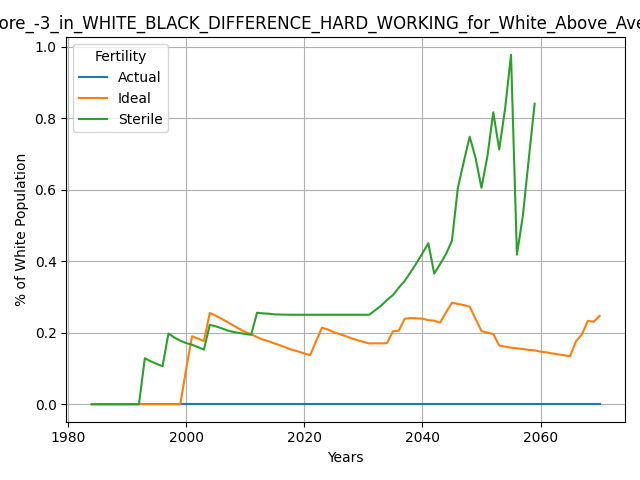 ore_-3_in_WHITE_BLACK_DIFFERENCE_HARD_WORKING_for_White_Above_Ave
Fertility
Actual
Ideal
Sterile
% of White Population
1.0
0.8
0.6
0.4
0.2
0.0
1980 2000 2020 2040 2060
Years